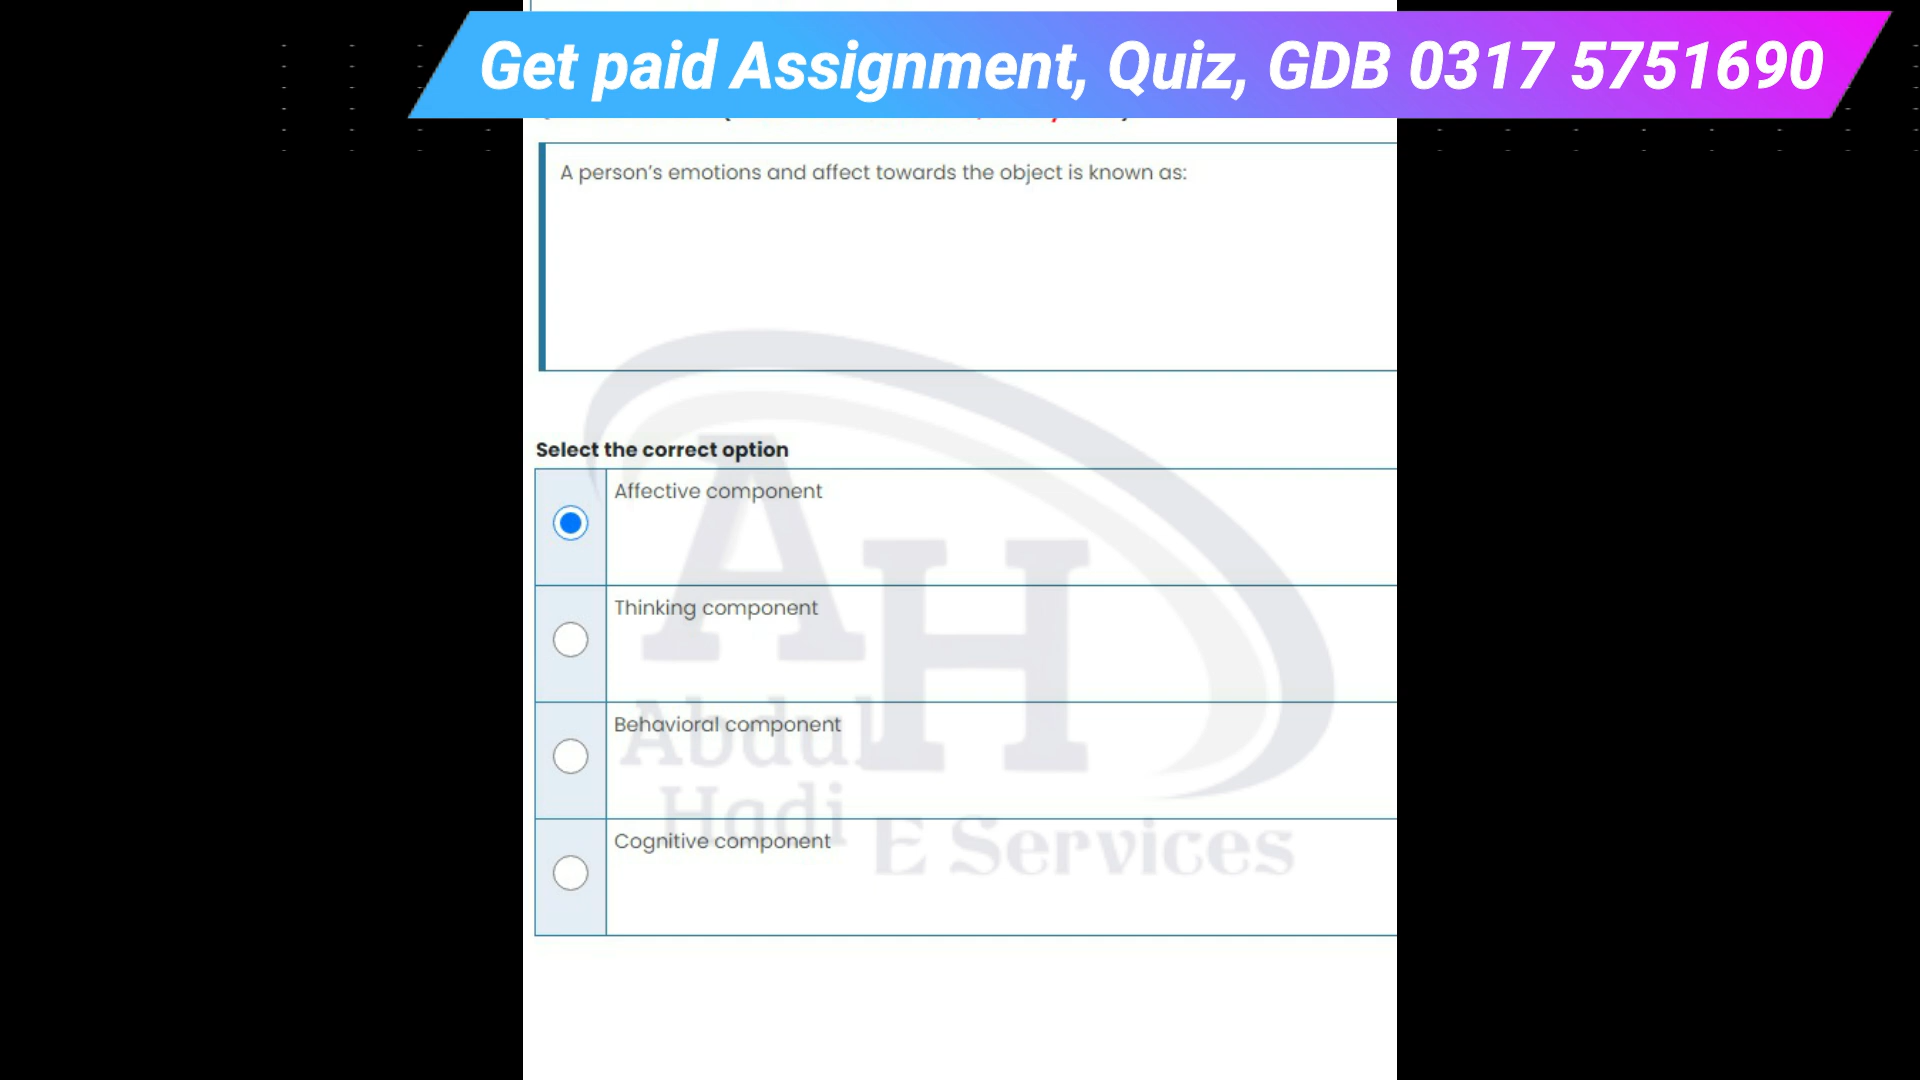 Get paid Assignment, Quiz, GDB 0317 5751690
A person's emotions and affect towards the object is known as:
Select the correct option
Affective component
Thinking component
Behavioral component
Cognitive component
AH
Abdul
Hadi
E Services